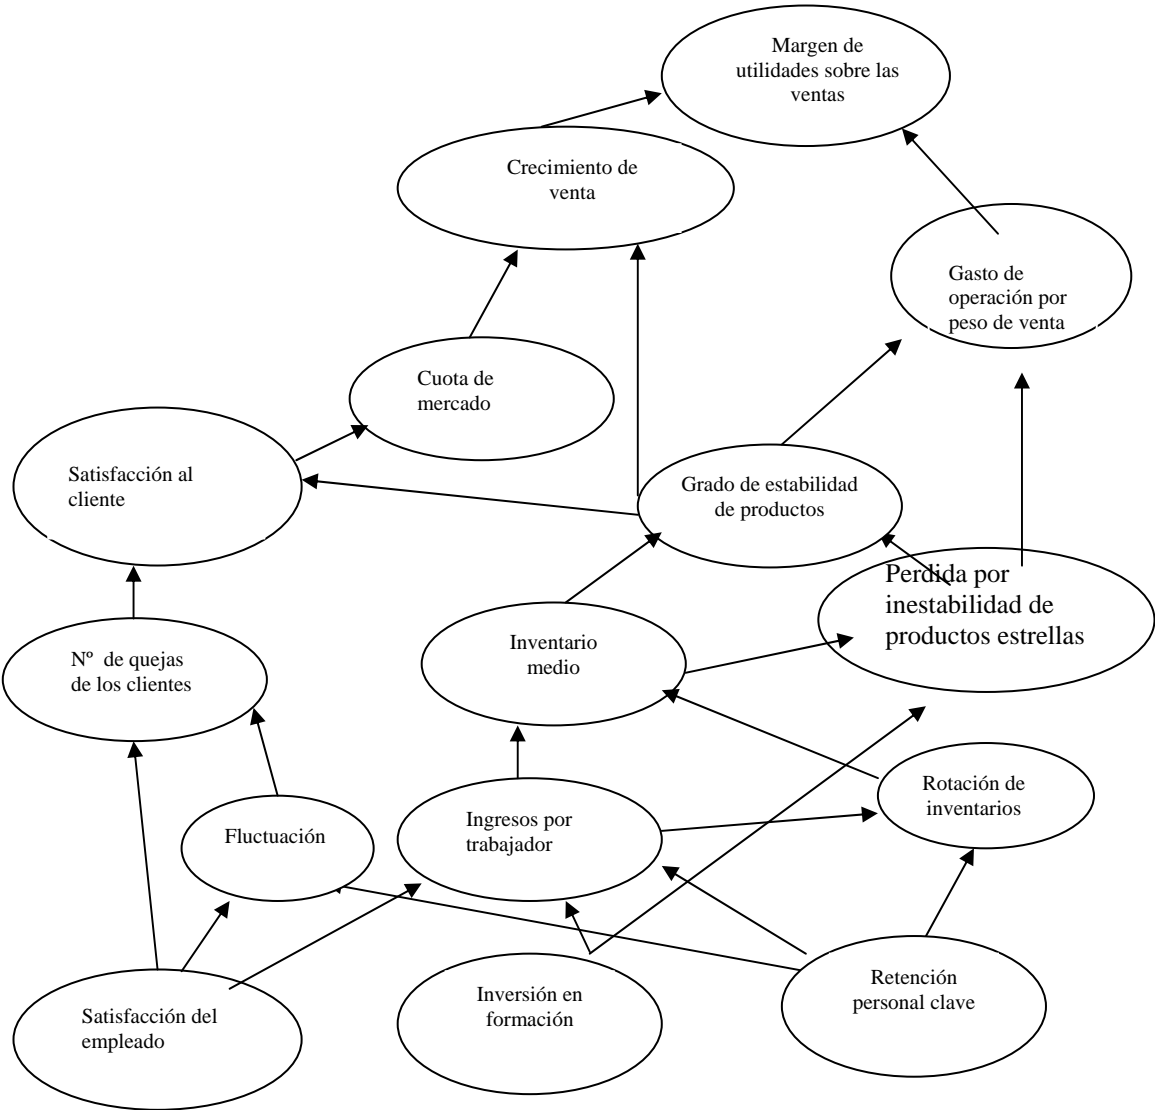 Margen de
utilidades sobre las
ventas
Crecimiento de
venta
Gasto de
operación por
peso de venta
Cuota de
mercado
Satisfacción al
cliente
Grado de estabilidad
de productos
Perdida por
inestabilidad de
productos estrellas
Nº de quejas
de los clientes
Inventario
medio
Rotación de
inventarios
Fluctuación
Ingresos por
trabajador
Satisfacción del
empleado
Inversión en
formación
Retención
personal clave